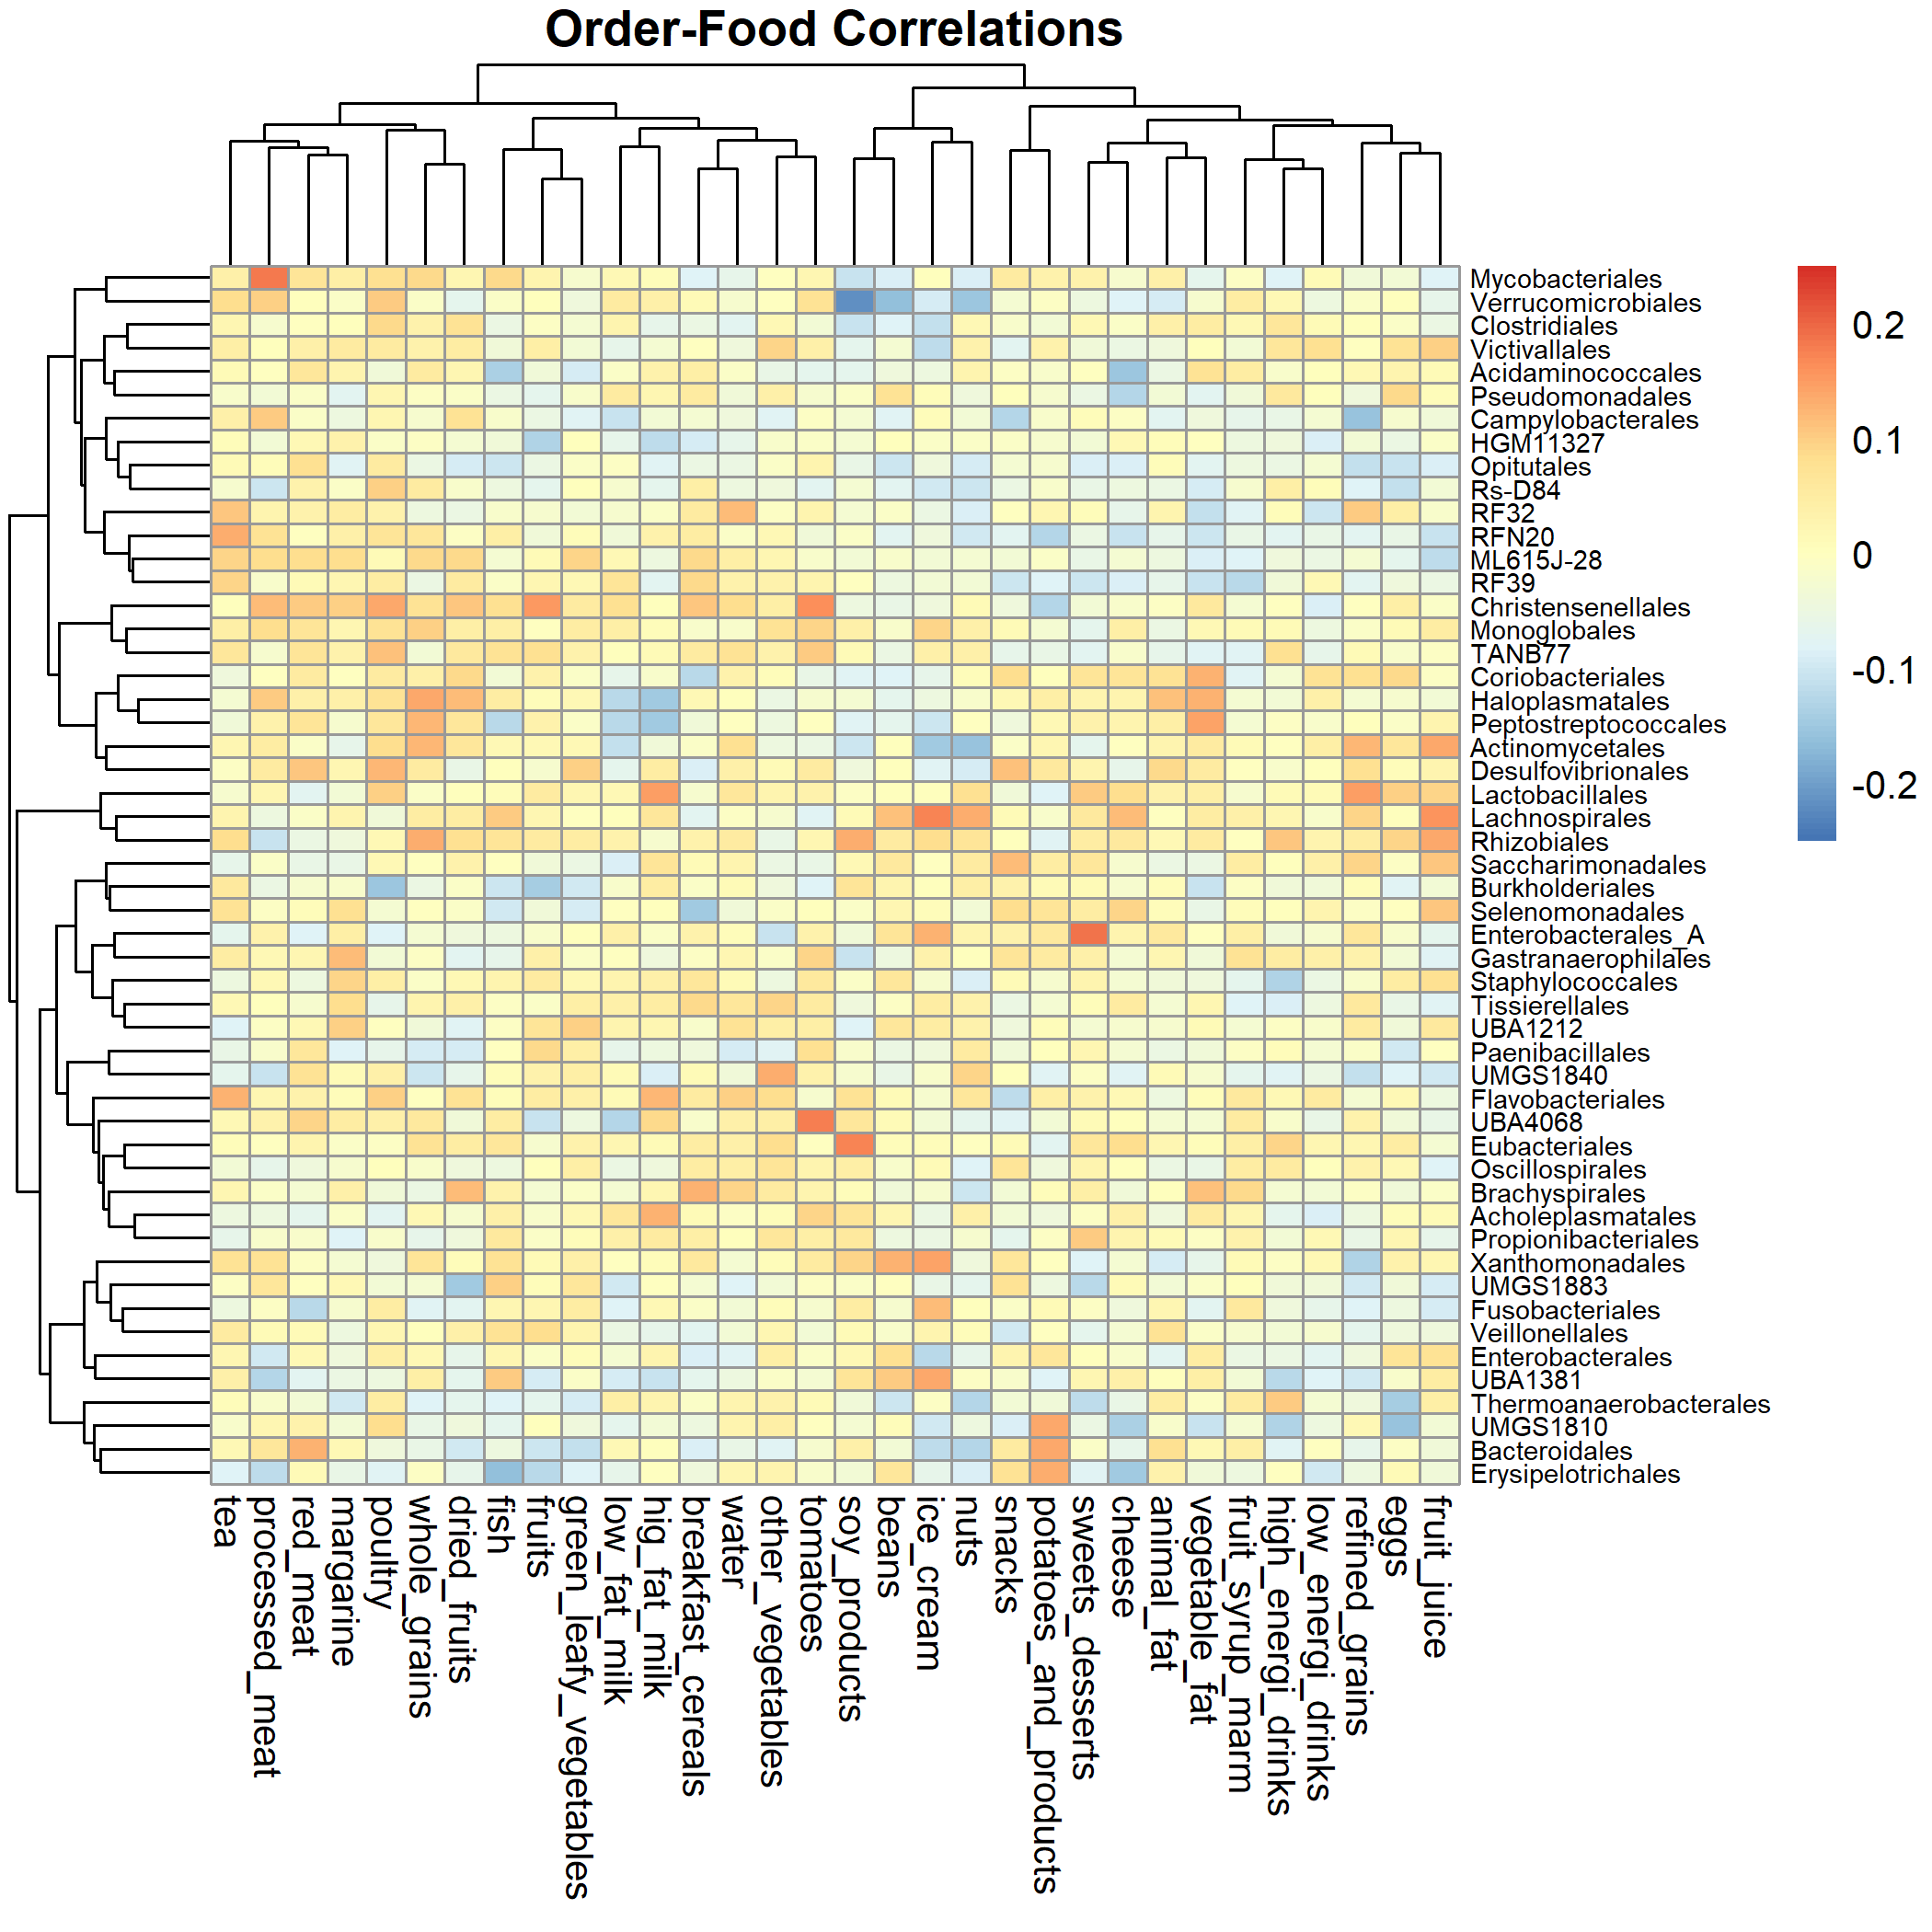 Order-Food Correlations
Mycobacteriales
Verrucomicrobiales
Clostridiales
Victivallales
Acidaminococcales
Pseudomonadales
Campylobacterales
HGM11327
Opitutales
Rs-D84
RF32
RFN20
ML615J-28
RF39
Christensenellales
Monoglobales
TANB77
Coriobacteriales
Haloplasmatales
Peptostreptococcales
Actinomycetales
Desulfovibrionales
Lactobacillales
Lachnospirales
Rhizobiales
Saccharimonadales
Burkholderiales
Selenomonadales
Enterobacterales_A
Gastranaerophilales
Staphylococcales
Tissierellales
UBA1212
Paenibacillales
UMGS1840
Flavobacteriales
UBA4068
Eubacteriales
Oscillospirales
Brachyspirales
Acholeplasmatales
Propionibacteriales
Xanthomonadales
UMGS1883
Fusobacteriales
Veillonellales
Enterobacterales
UBA1381
Thermoanaerobacterales
UMGS1810
Bacteroidales
Erysipelotrichales
0.2
0.1
0
-0.1
-0.2
tea
processed_meat
red_meat
margarine
poultry
whole_grains
dried_fruits
fish
fruits
green_leafy_vegetables
low_fat_milk
hig_fat_milk
breakfast_cereals
water
other_vegetables
tomatoes
soy_products
beans
ice_cream
nuts
snacks
potatoes_and_products
sweets_desserts
cheese
animal_fat
vegetable_fat
fruit_syrup_marm
high_energi_drinks
low_energi_drinks
refined_grains
eggs
fruit_juice